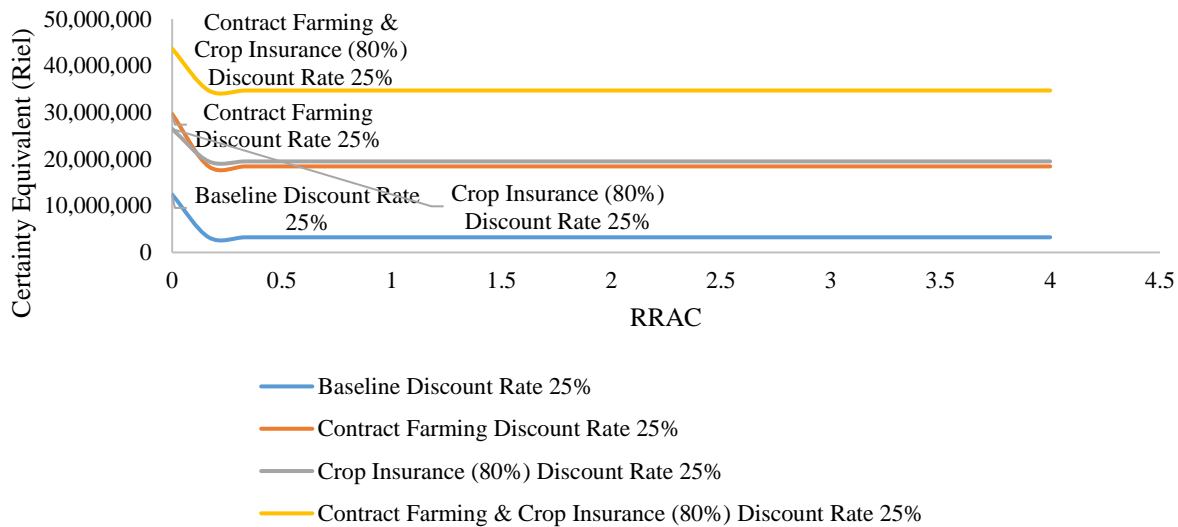 50,000,000
40,000,000
30,000,000
20,000,000
10,000,000
0
Certainty Equivalent (Riel)
Contract Farming &
Crop Insurance (80%)
Discount Rate 25%
Contract Farming
Discount Rate 25%
Baseline Discount Rate
25%
Crop Insurance (80%)
Discount Rate 25%
0 0.5 1 1.5 2 2.5 3 3.5 4 4.5
RRAC
Baseline Discount Rate 25%
Contract Farming Discount Rate 25%
Crop Insurance (80%) Discount Rate 25%
Contract Farming & Crop Insurance (80%) Discount Rate 25%